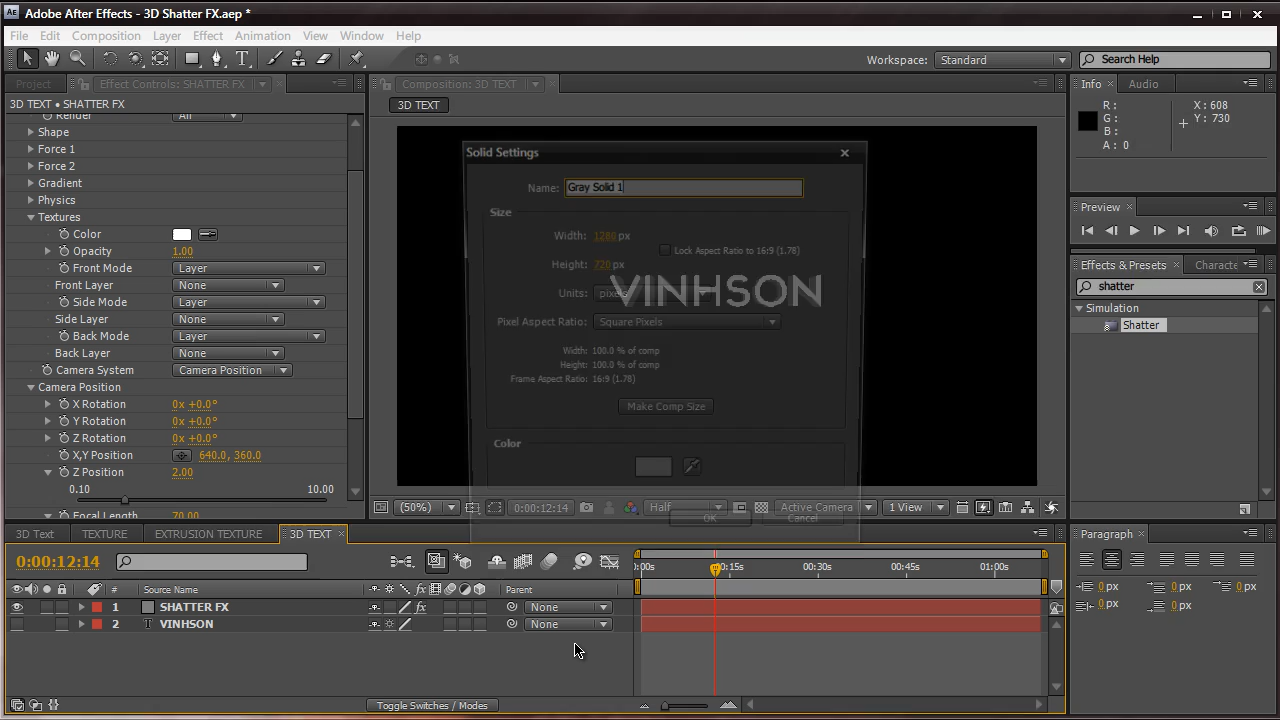 Adobe After Effects - 3D Shatter FX.aep *
File Edit Composition Layer Effect Animation View Window Help
Workspace: Standard Search Help
Project Effect Controls: SHATTER FX
3D TEXT • SHATTER FX
Render All
Shape
Force 1
Force 2
Gradient
Physics
Textures
Color
Opacity 1.00
Front Mode Layer
Front Layer None
Side Mode Layer
Side Layer None
Back Mode Layer
Back Layer None
Camera System Camera Position
Camera Position
X Rotation 0x +0.0°
Y Rotation 0x +0.0°
Z Rotation 0x +0.0°
X,Y Position 640.0, 360.0
Z Position 2.00
0.10 10.00
Focal Length 70.00
Composition: 3D TEXT
3D TEXT
Solid Settings
Name: Gray Solid 1
Size
Width: 1280 px
Lock Aspect Ratio to 16:9 (1.78)
Height: 720 px
Units: pixels
VINHSON
Pixel Aspect Ratio: Square Pixels
Width: 100.0 % of comp
Height: 100.0 % of comp
Frame Aspect Ratio: 16:9 (1.78)
Make Comp Size
Color
OK Cancel
(50%) 0:00:12:14 Half Active Camera 1 View
Info Audio
R: X: 608
G: Y: 730
B:
A: 0
Preview
Effects & Presets Characte
shatter
Simulation
Shatter
3D Text TEXTURE EXTRUSION TEXTURE 3D TEXT
0:00:12:14
# Source Name Parent
1 SHATTER FX None
2 T VINHSON None
0:00s 00:15s 00:30s 00:45s 01:00s
Toggle Switches / Modes
Paragraph
0 px 0 px 0 px
0 px 0 px